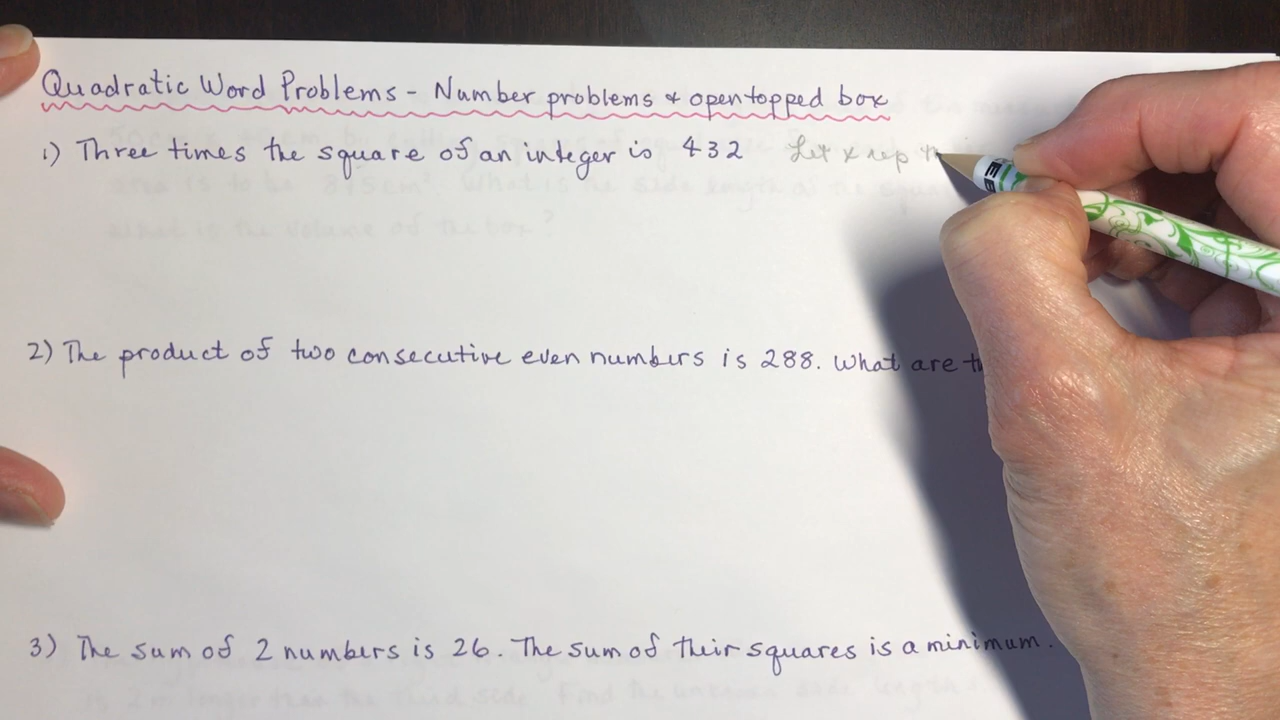 Quadratic Word Problems - Number problems & open topped box
1) Three times the square of an integer is 432 Let x rep
2) The product of two consecutive even numbers is 288. What are
3) The sum of 2 numbers is 26. The sum of their squares is a minimum.